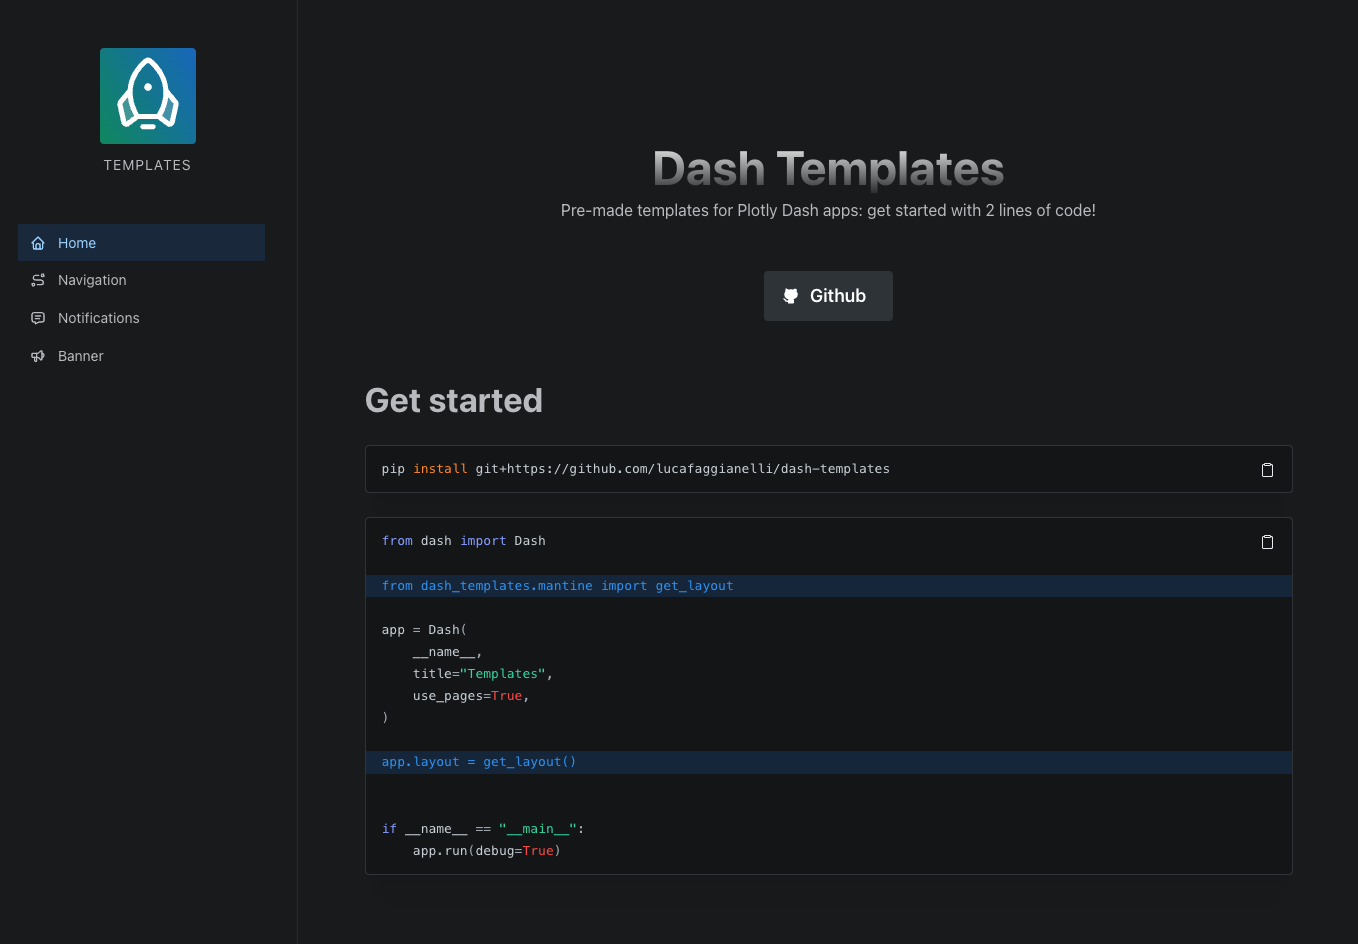 TEMPLATES
Home
Navigation
Notifications
Banner
Dash Templates
Pre-made templates for Plotly Dash apps: get started with 2 lines of code!
Github
Get started
pip install git+https://github.com/lucafaggianelli/dash-templates
from dash import Dash
from dash_templates.mantine import get_layout
app = Dash(
    __name__,
    title="Templates",
    use_pages=True,
)
app.layout = get_layout()
if __name__ == "__main__":
    app.run(debug=True)